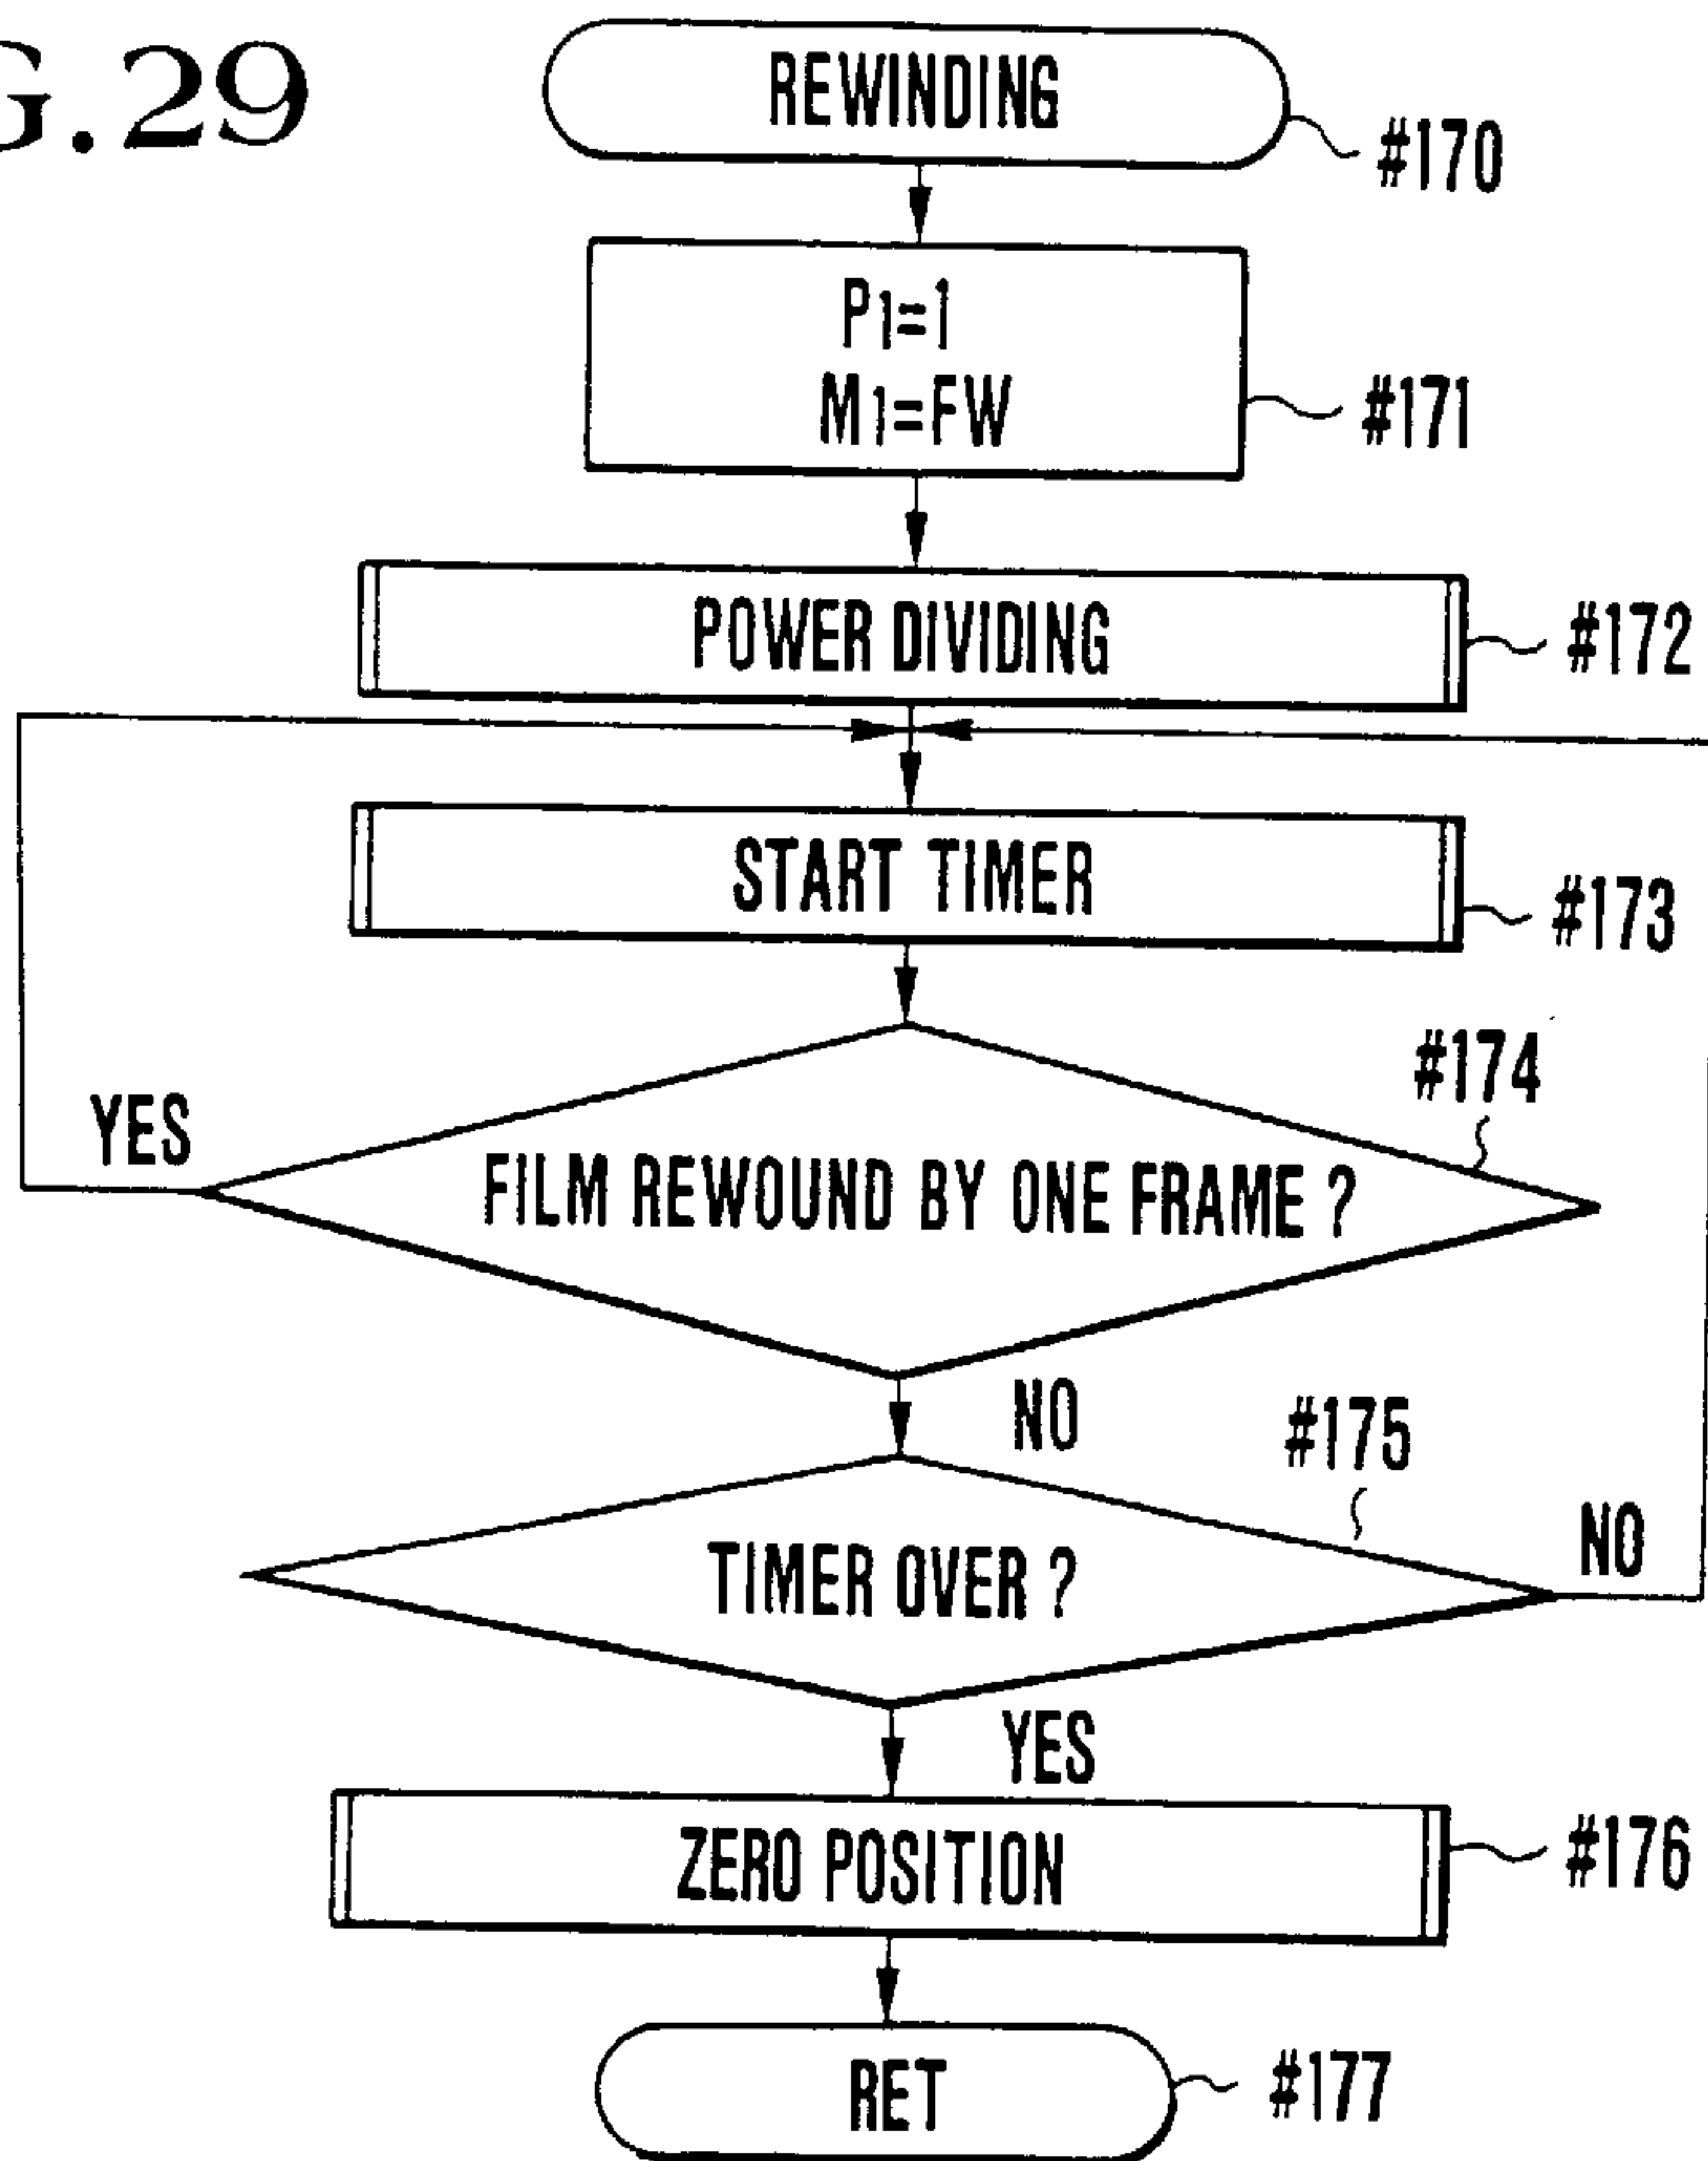 G.29
REWINDING
#170
P1=1
M1=FW
#171
POWER DIVIDING
#172
START TIMER
#173
#174
YES
FILM REWOUND BY ONE FRAME ?
NO
#175
NO
TIMER OVER ?
YES
ZERO POSITION
#176
RET
#177